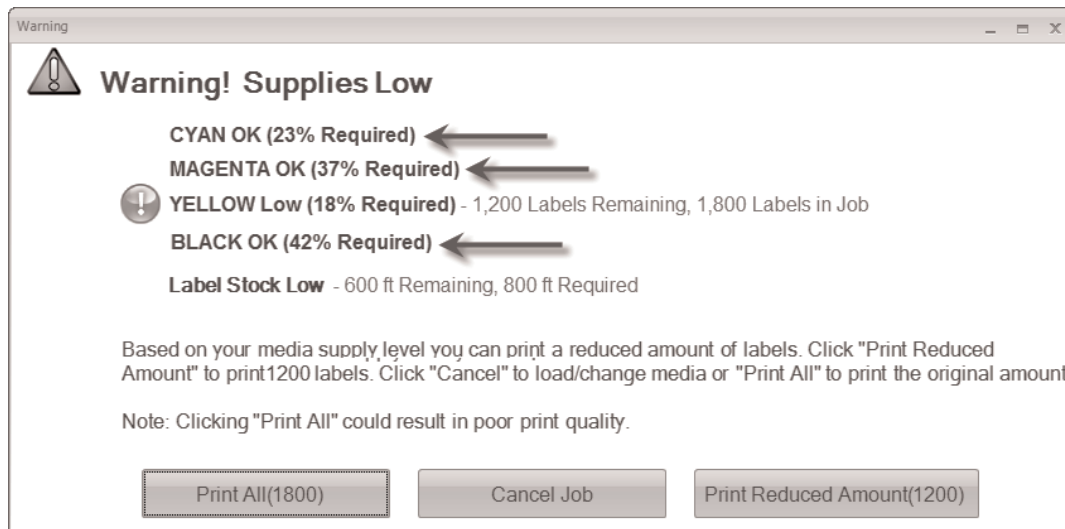 Warning
Warning! Supplies Low
CYAN OK (23% Required)
MAGENTA OK (37% Required)
YELLOW Low (18% Required) - 1,200 Labels Remaining, 1,800 Labels in Job
BLACK OK (42% Required)
Label Stock Low - 600 ft Remaining, 800 ft Required
Based on your media supply level you can print a reduced amount of labels. Click "Print Reduced
Amount" to print1200 labels. Click "Cancel" to load/change media or "Print All" to print the original amount
Note: Clicking "Print All" could result in poor print quality.
Print All(1800) Cancel Job Print Reduced Amount(1200)